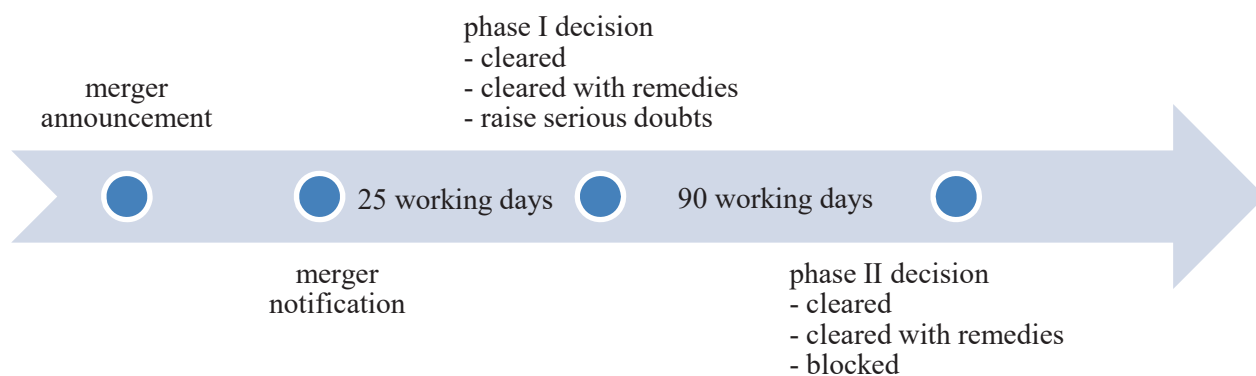 phase I decision
- cleared
- cleared with remedies
- raise serious doubts
merger
announcement
25 working days
90 working days
merger
notification
phase II decision
- cleared
- cleared with remedies
- blocked